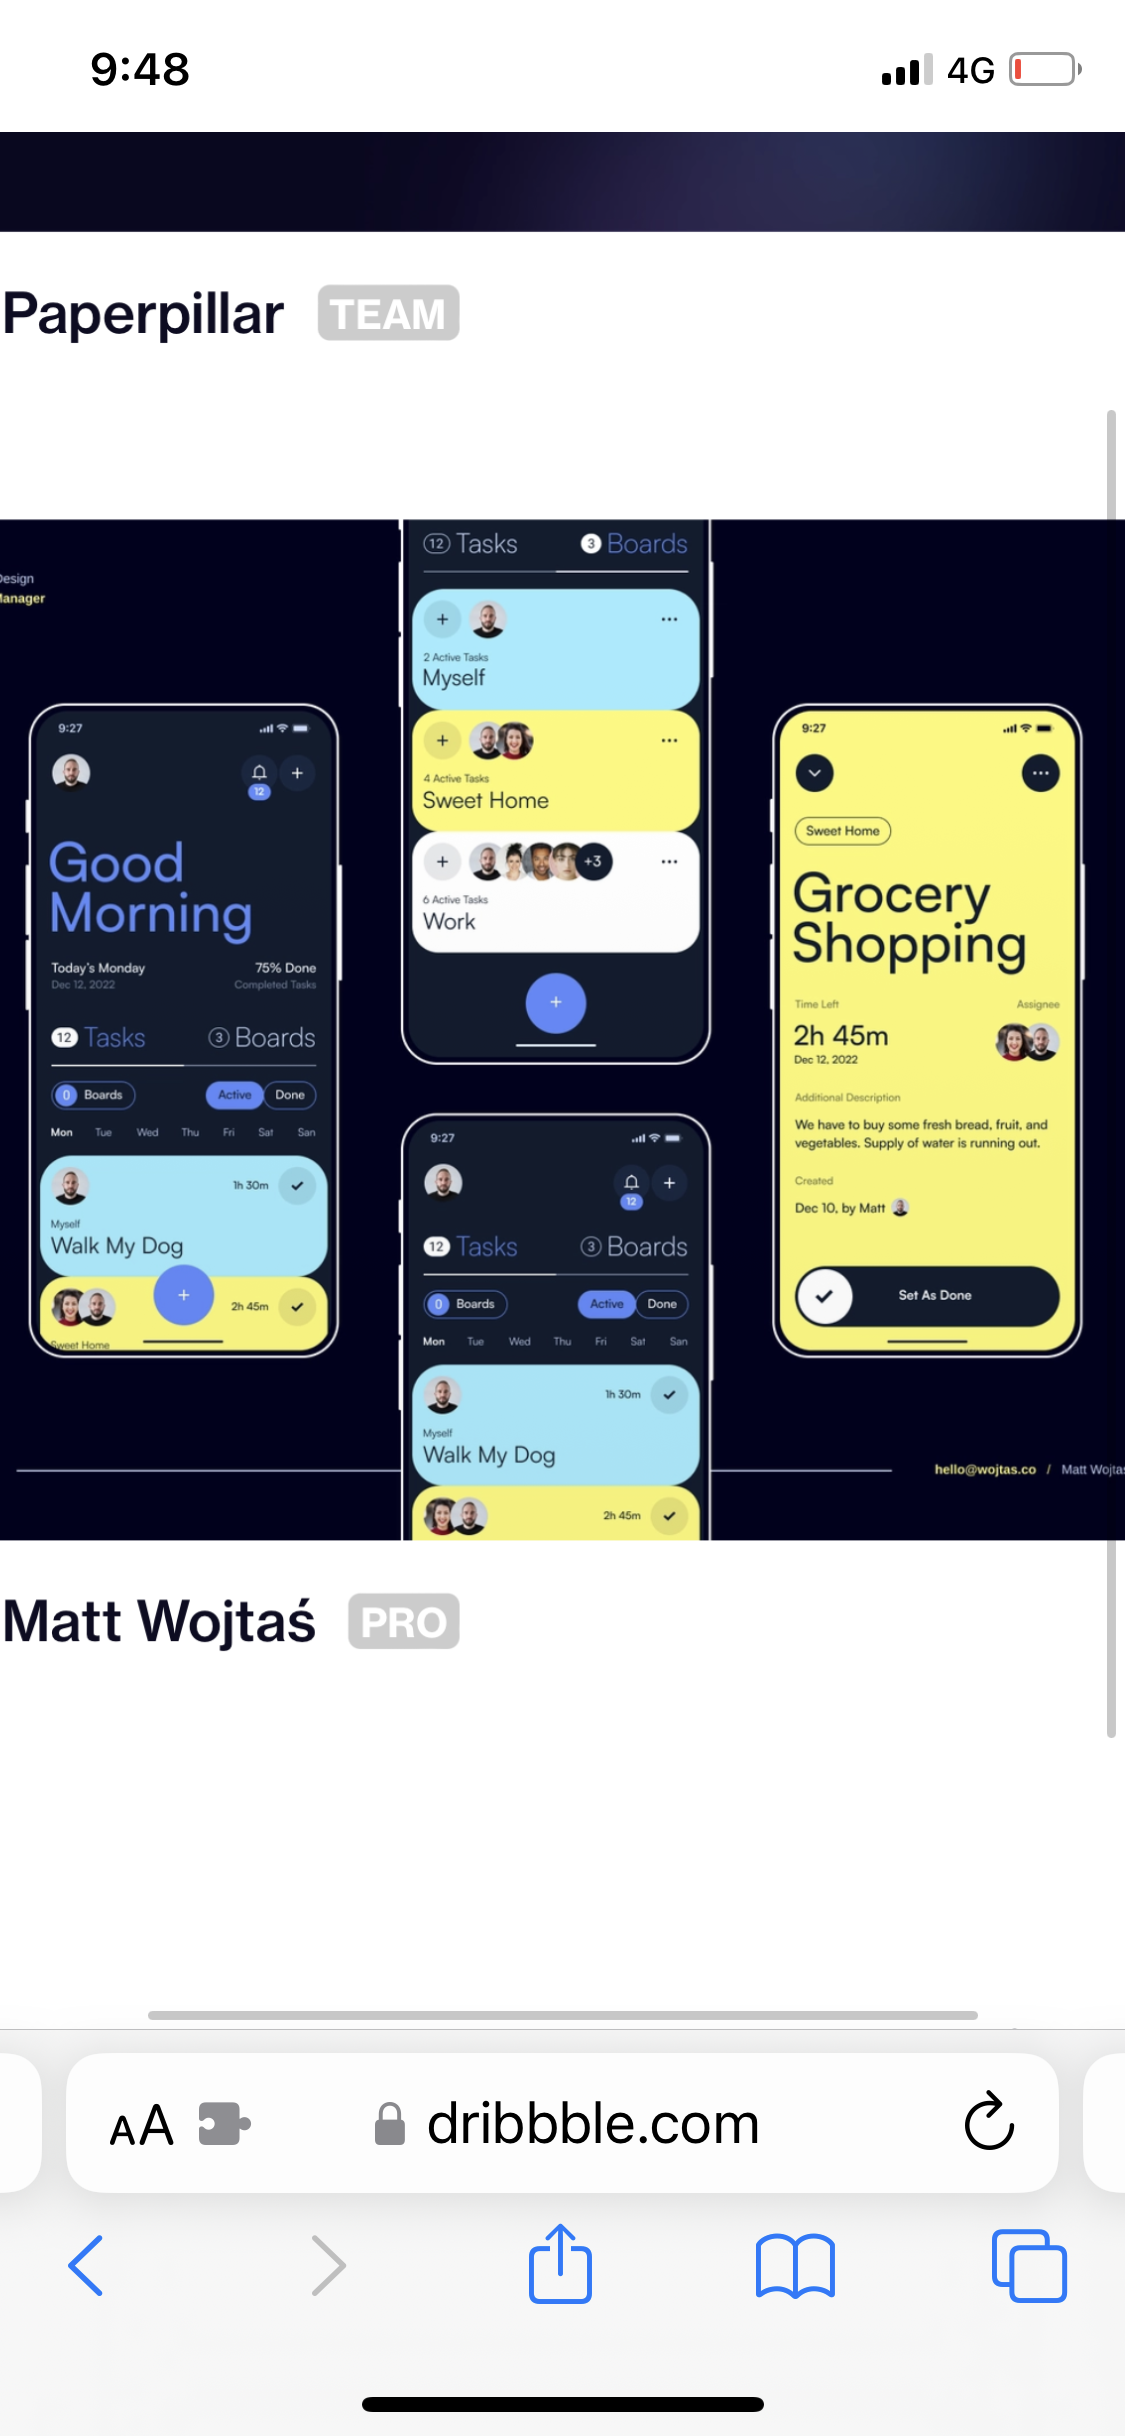 9:48
4G
Paperpillar TEAM
Design
Manager
12 Tasks 3 Boards
2 Active Tasks
Myself
4 Active Tasks
Sweet Home
+3
6 Active Tasks
Work
9:27
12
Good
Morning
Today's Monday 75% Done
Dec 12, 2022 Completed Tasks
12 Tasks 3 Boards
0 Boards Active Done
Mon Tue Wed Thu Fri Sat San
1h 30m
Myself
Walk My Dog
2h 45m
Sweet Home
9:27
12
12 Tasks 3 Boards
0 Boards Active Done
Mon Tue Wed Thu Fri Sat San
1h 30m
Myself
Walk My Dog
2h 45m
9:27
Sweet Home
Grocery
Shopping
Time Left Assignee
2h 45m
Dec 12, 2022
Additional Description
We have to buy some fresh bread, fruit, and
vegetables. Supply of water is running out.
Created
Dec 10, by Matt
Set As Done
hello@wojtas.co / Matt Wojtas
Matt Wojtaś PRO
AA dribbble.com